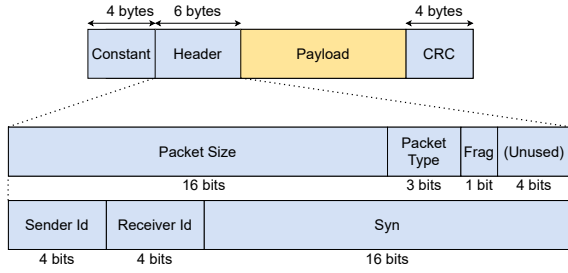 4 bytes 6 bytes 4 bytes
Constant Header Payload CRC
Packet Size Packet Type Frag (Unused)
16 bits 3 bits 1 bit 4 bits
Sender Id Receiver Id Syn
4 bits 4 bits 16 bits